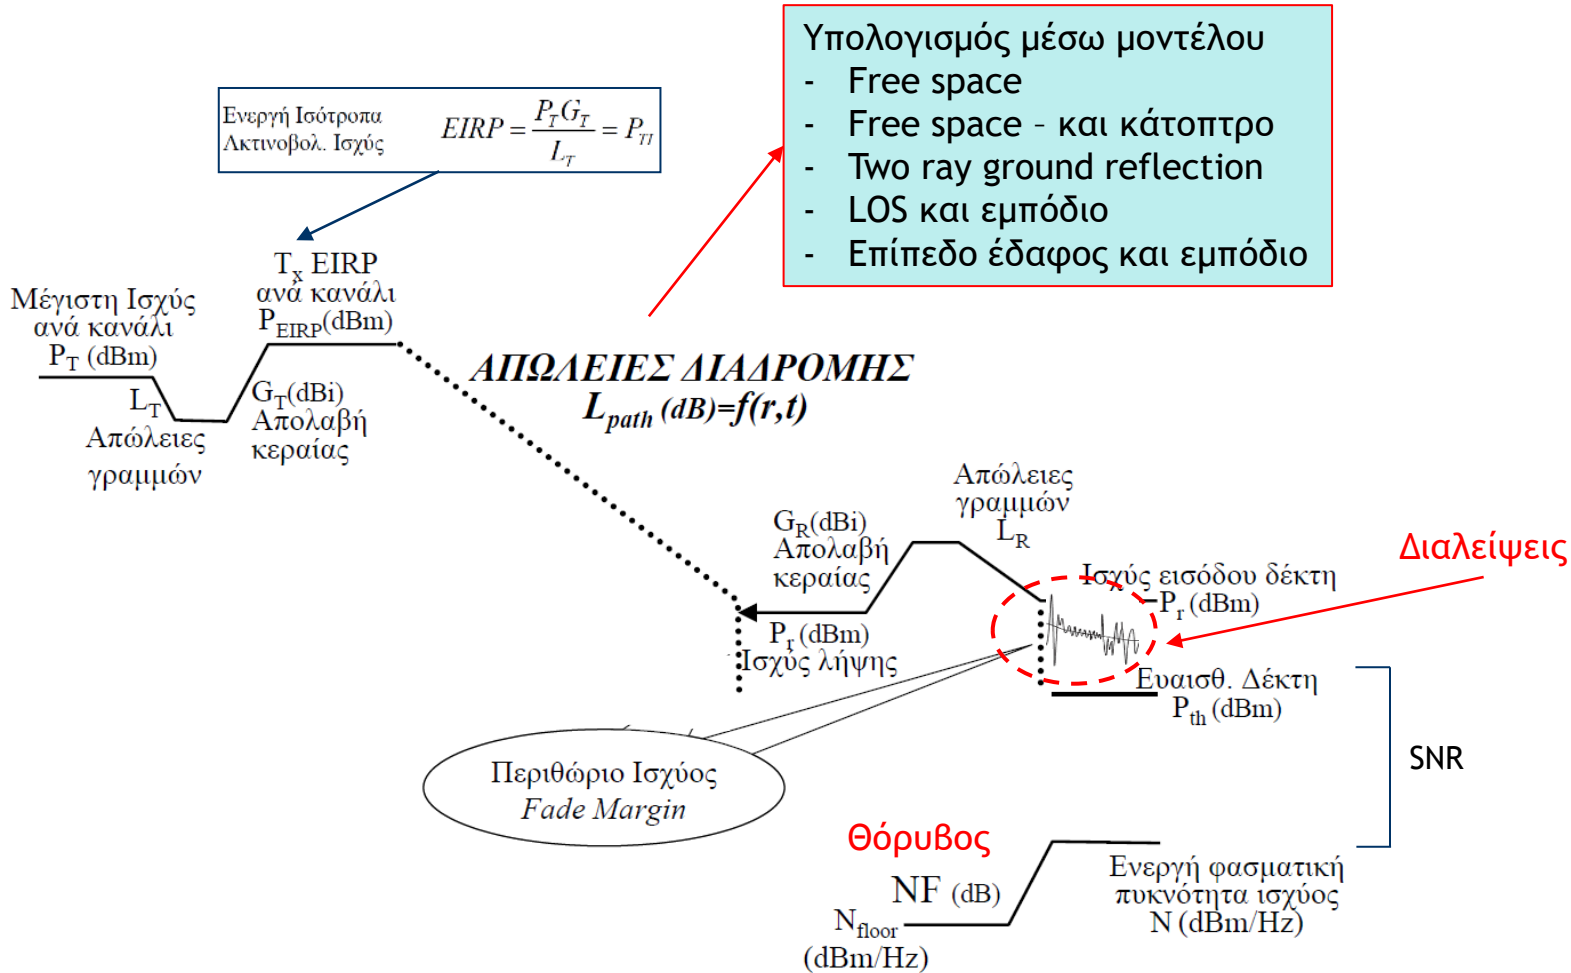 Υπολογισμός μέσω μοντέλου
- Free space
- Free space – και κάτοπτρο
- Two ray ground reflection
- LOS και εμπόδιο
- Επίπεδο έδαφος και εμπόδιο
Ενεργή Ισότροπα
Ακτινοβολ. Ισχύς
EIRP = P_T G_T / L_T = P_TI
T_x EIRP
ανά κανάλι
P_EIRP (dBm)
Μέγιστη Ισχύς
ανά κανάλι
P_T (dBm)
L_T
Απώλειες
γραμμών
G_T(dBi)
Απολαβή
κεραίας
ΑΠΩΛΕΙΕΣ ΔΙΑΔΡΟΜΗΣ
L_path (dB)=f(r,t)
G_R(dBi)
Απολαβή
κεραίας
Απώλειες
γραμμών
L_R
Διαλείψεις
Ισχύς εισόδου δέκτη
P_r (dBm)
P_r (dBm)
Ισχύς λήψης
Ευαισθ. Δέκτη
P_th (dBm)
SNR
Περιθώριο Ισχύος
Fade Margin
Θόρυβος
NF (dB)
N_floor
(dBm/Hz)
Ενεργή φασματική
πυκνότητα ισχύος
N (dBm/Hz)